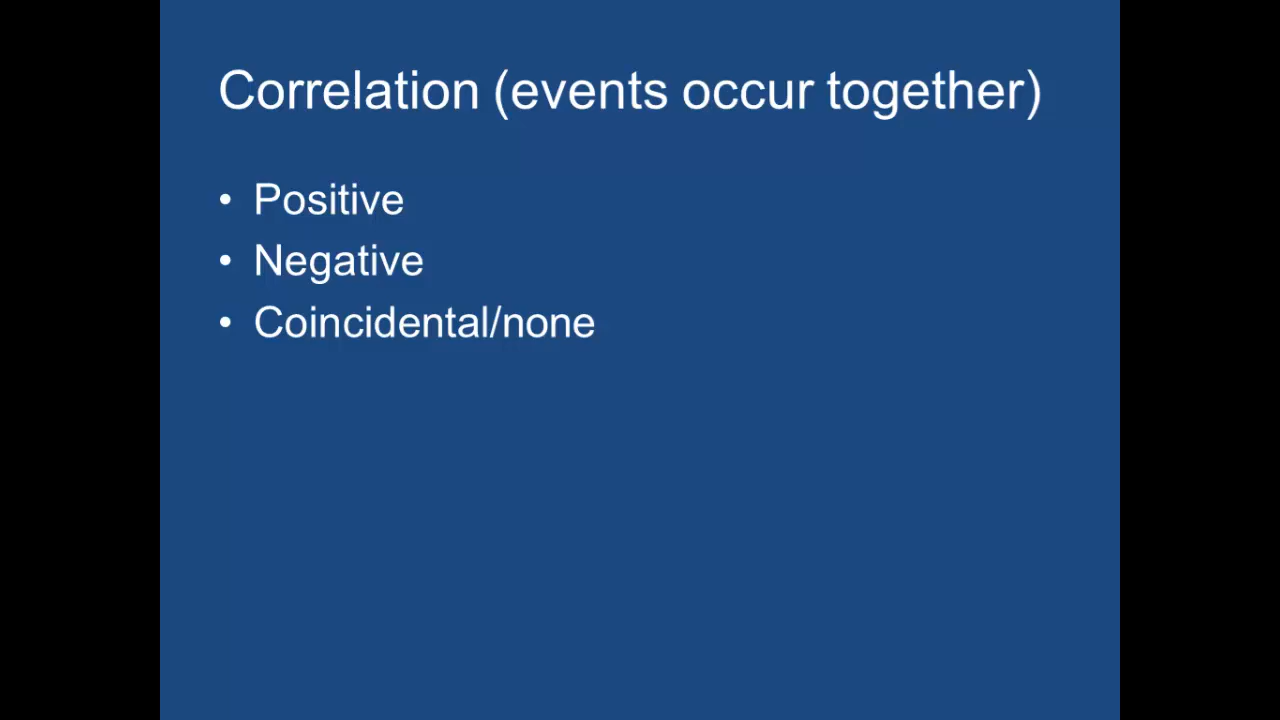 Correlation (events occur together)
• Positive
• Negative
• Coincidental/none